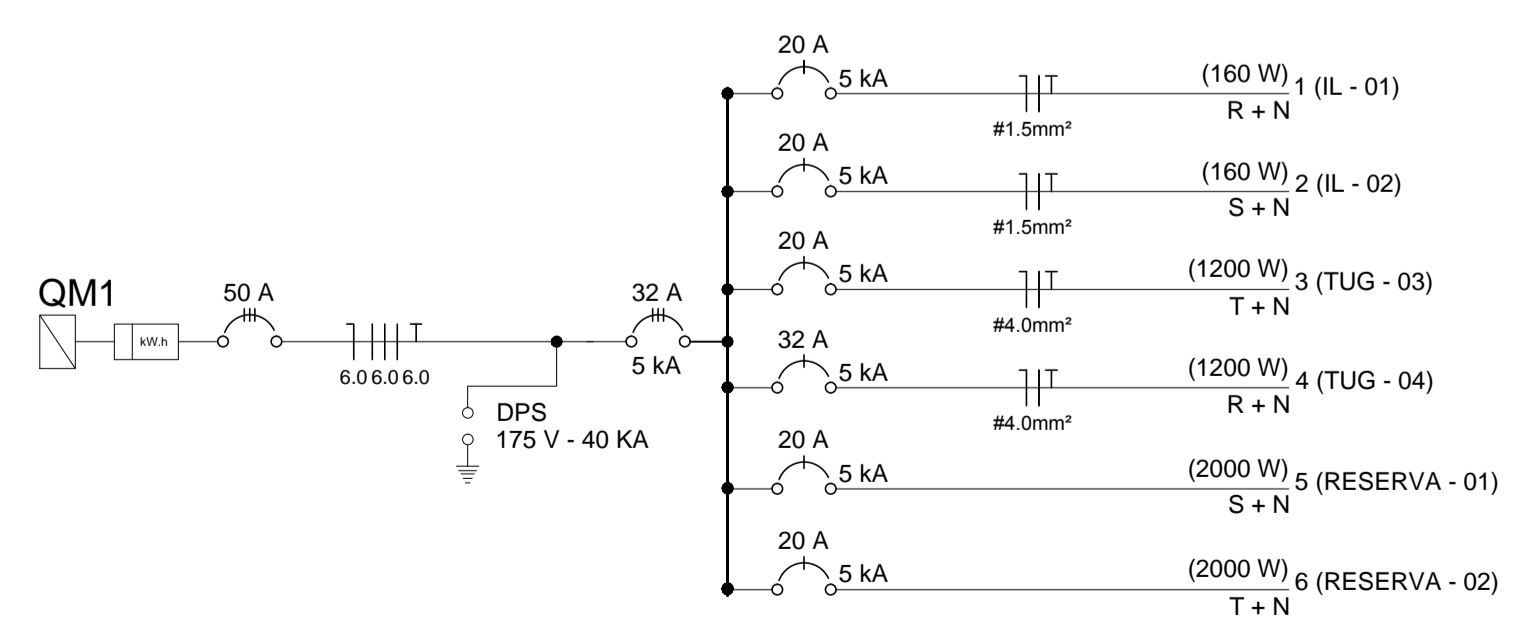 QM1
kW.h
50 A
6.0 6.0 6.0
DPS
175 V - 40 KA
32 A
5 kA
20 A
5 kA
#1.5mm²
(160 W)
R + N
1 (IL - 01)
20 A
5 kA
#1.5mm²
(160 W)
S + N
2 (IL - 02)
20 A
5 kA
#4.0mm²
(1200 W)
T + N
3 (TUG - 03)
32 A
5 kA
#4.0mm²
(1200 W)
R + N
4 (TUG - 04)
20 A
5 kA
(2000 W)
S + N
5 (RESERVA - 01)
20 A
5 kA
(2000 W)
T + N
6 (RESERVA - 02)